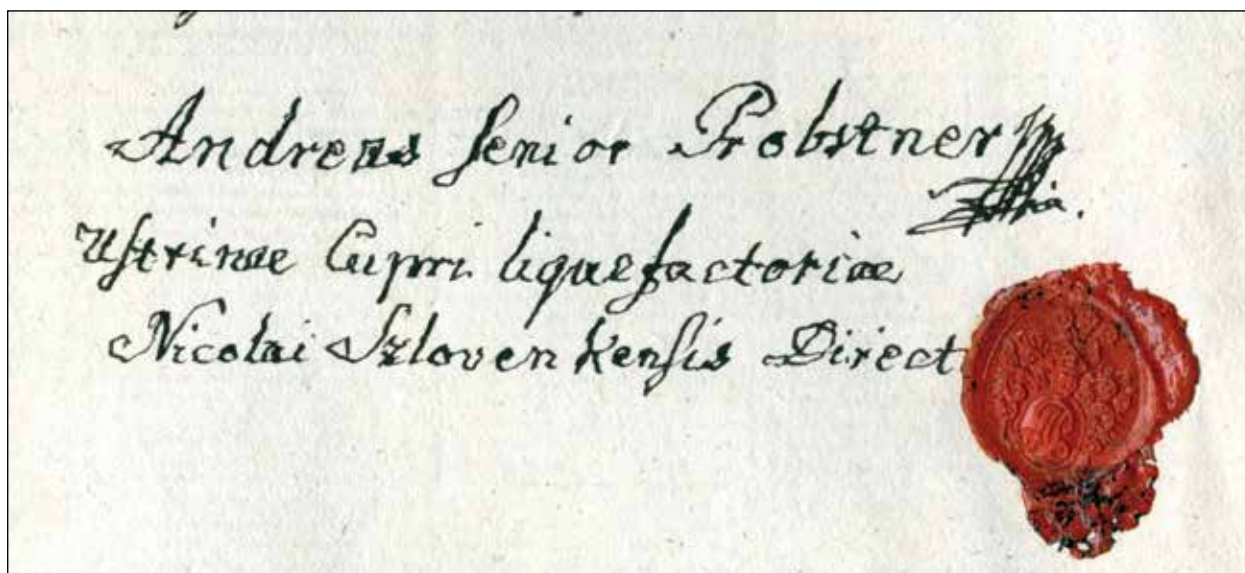 Andreas Senior Probstner
Ustrinae Cupri liquefactoriae
Nicolai Szlovenkensis Direct